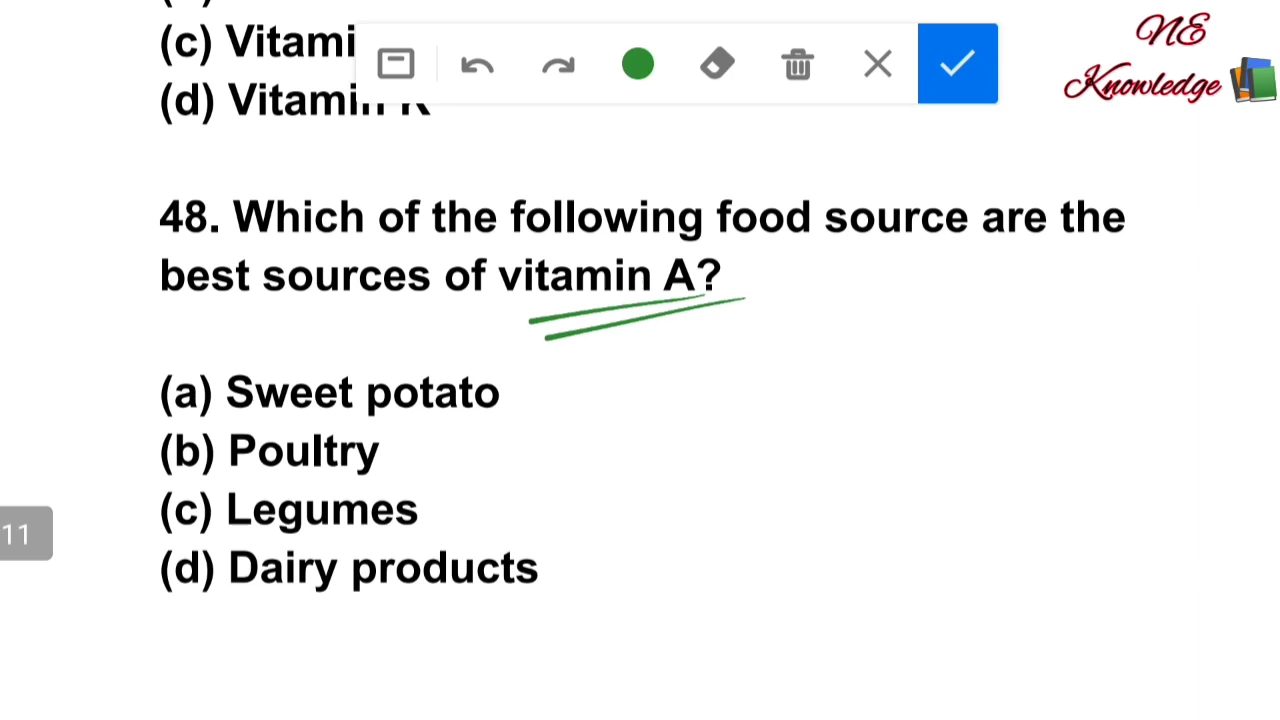 (c) Vitami
(d) Vitamin K
NE
Knowledge
48. Which of the following food source are the
best sources of vitamin A?
(a) Sweet potato
(b) Poultry
(c) Legumes
(d) Dairy products
11